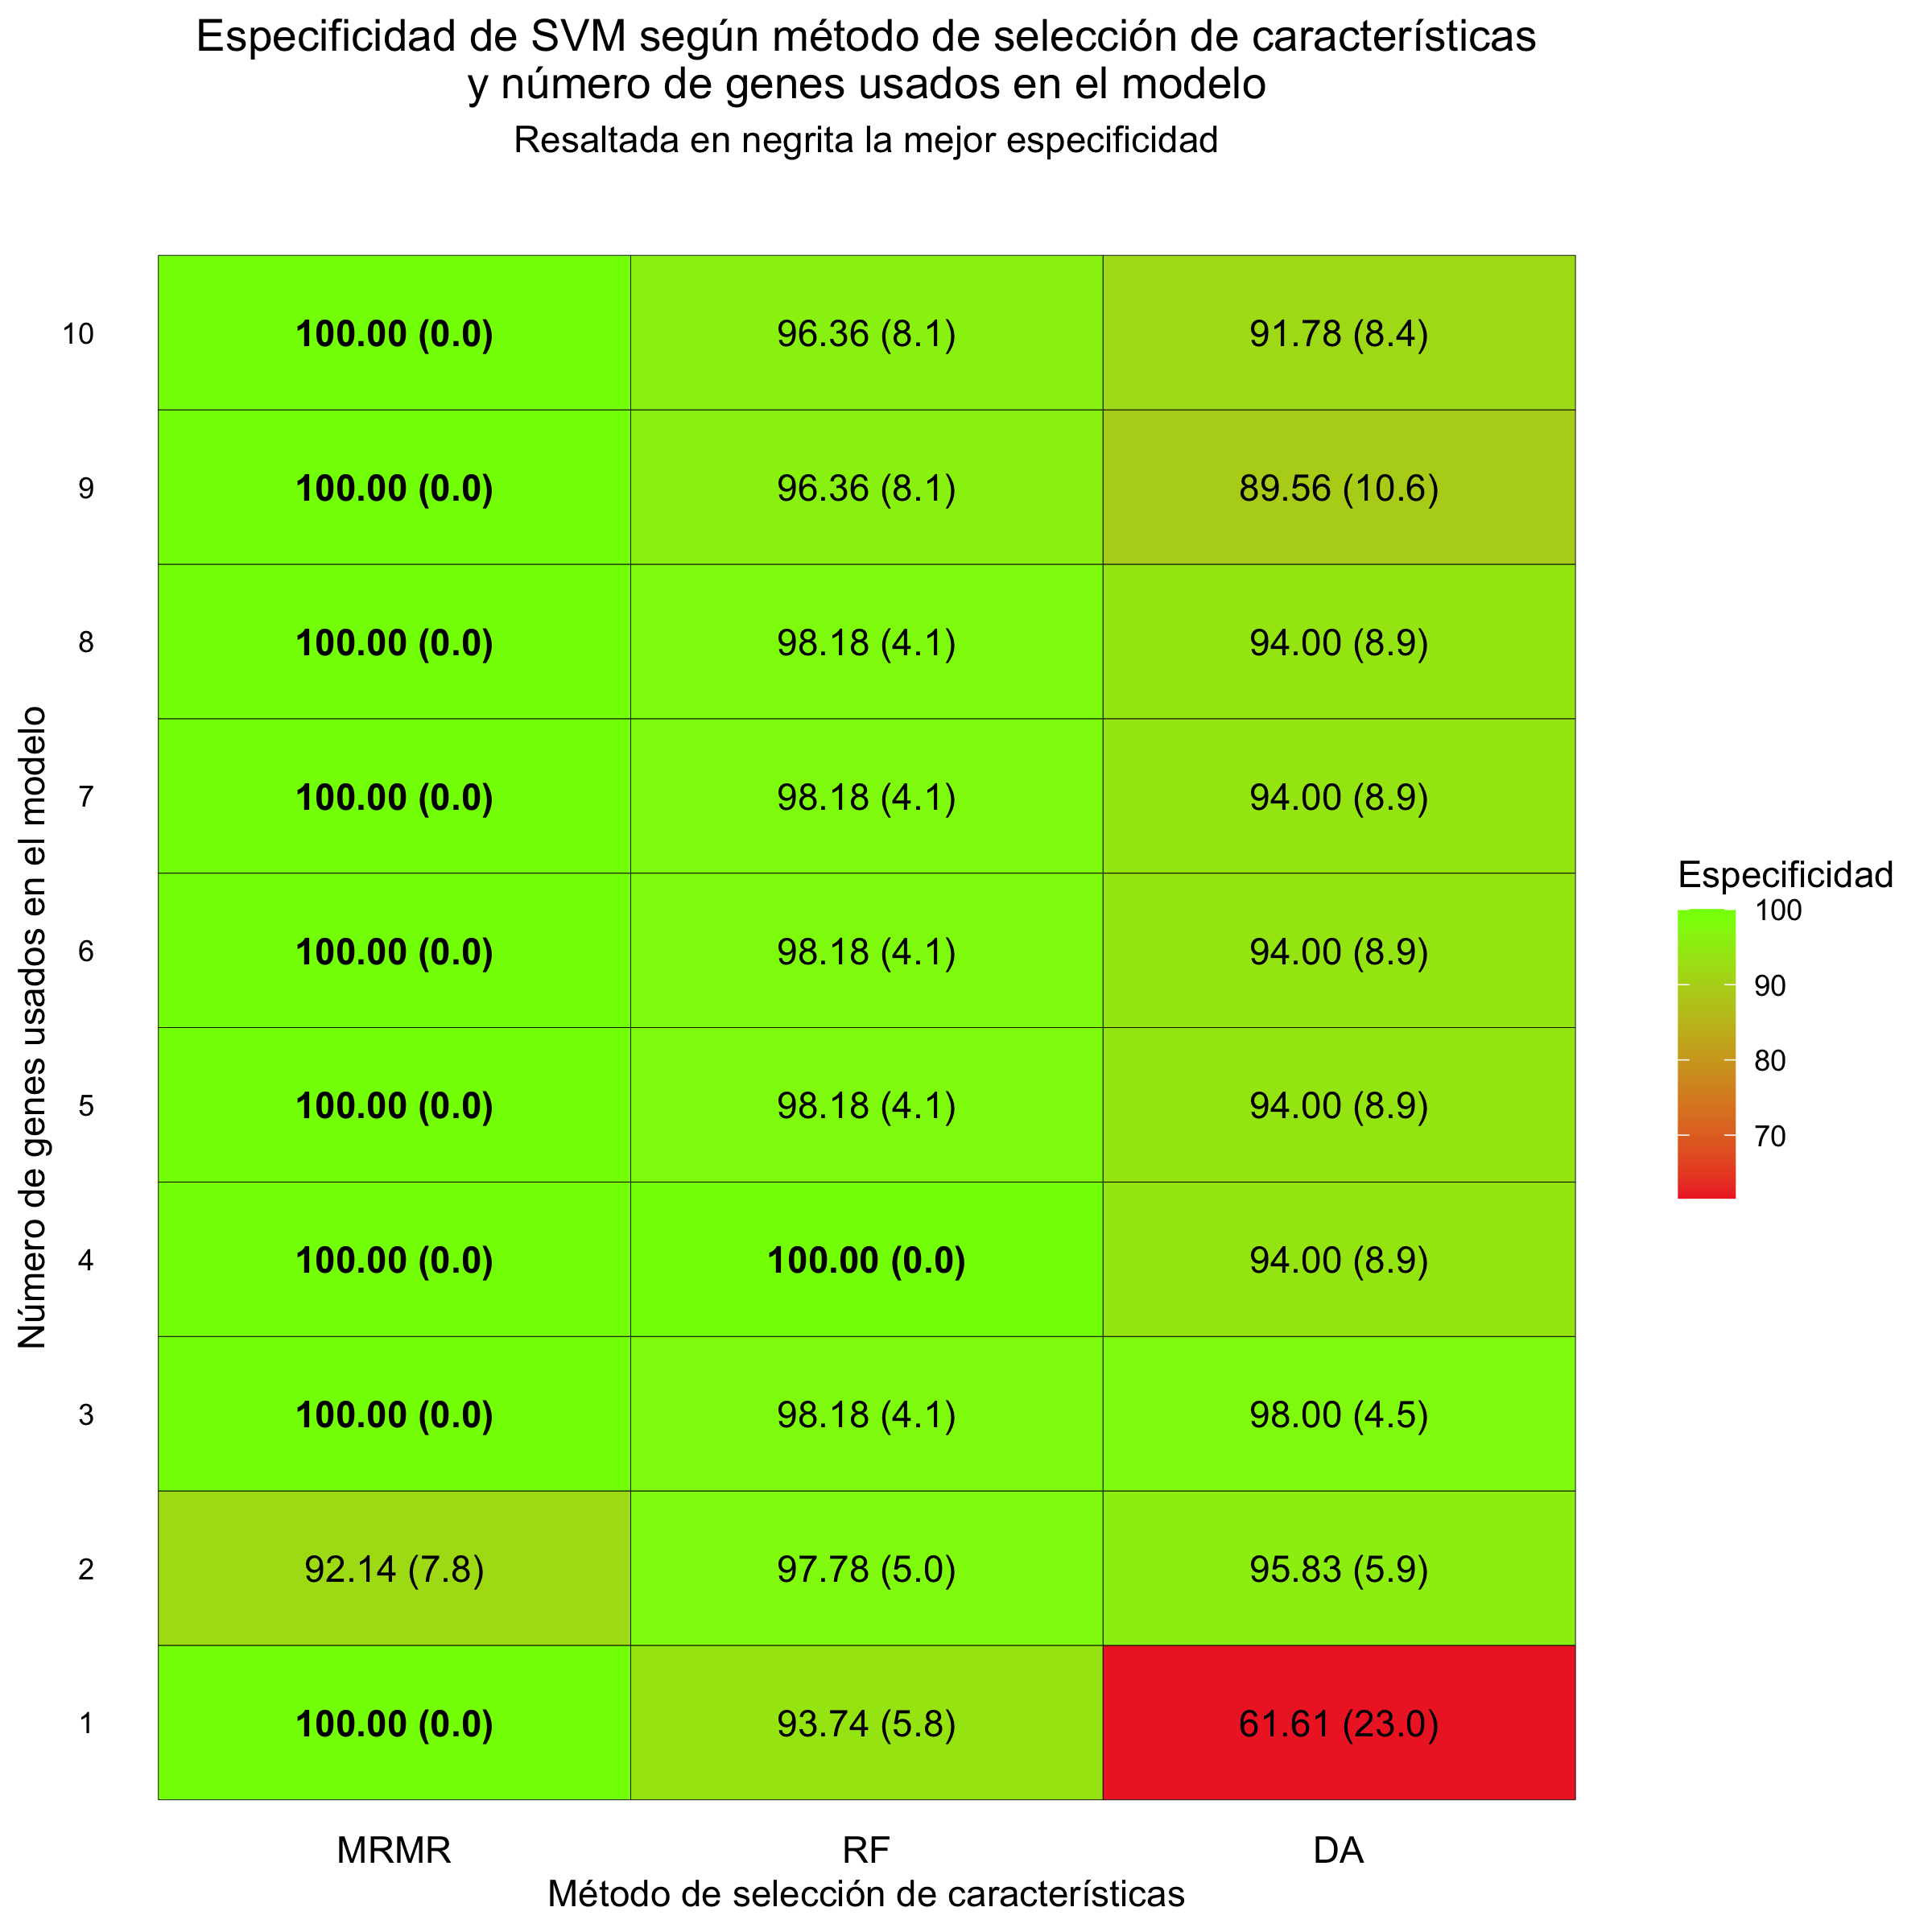 Especificidad de SVM según método de selección de características
y número de genes usados en el modelo
Resaltada en negrita la mejor especificidad
Número de genes usados en el modelo
10 100.00 (0.0) 96.36 (8.1) 91.78 (8.4)
9 100.00 (0.0) 96.36 (8.1) 89.56 (10.6)
8 100.00 (0.0) 98.18 (4.1) 94.00 (8.9)
7 100.00 (0.0) 98.18 (4.1) 94.00 (8.9)
6 100.00 (0.0) 98.18 (4.1) 94.00 (8.9)
5 100.00 (0.0) 98.18 (4.1) 94.00 (8.9)
4 100.00 (0.0) 100.00 (0.0) 94.00 (8.9)
3 100.00 (0.0) 98.18 (4.1) 98.00 (4.5)
2 92.14 (7.8) 97.78 (5.0) 95.83 (5.9)
1 100.00 (0.0) 93.74 (5.8) 61.61 (23.0)
MRMR RF DA
Método de selección de características
Especificidad
100
90
80
70